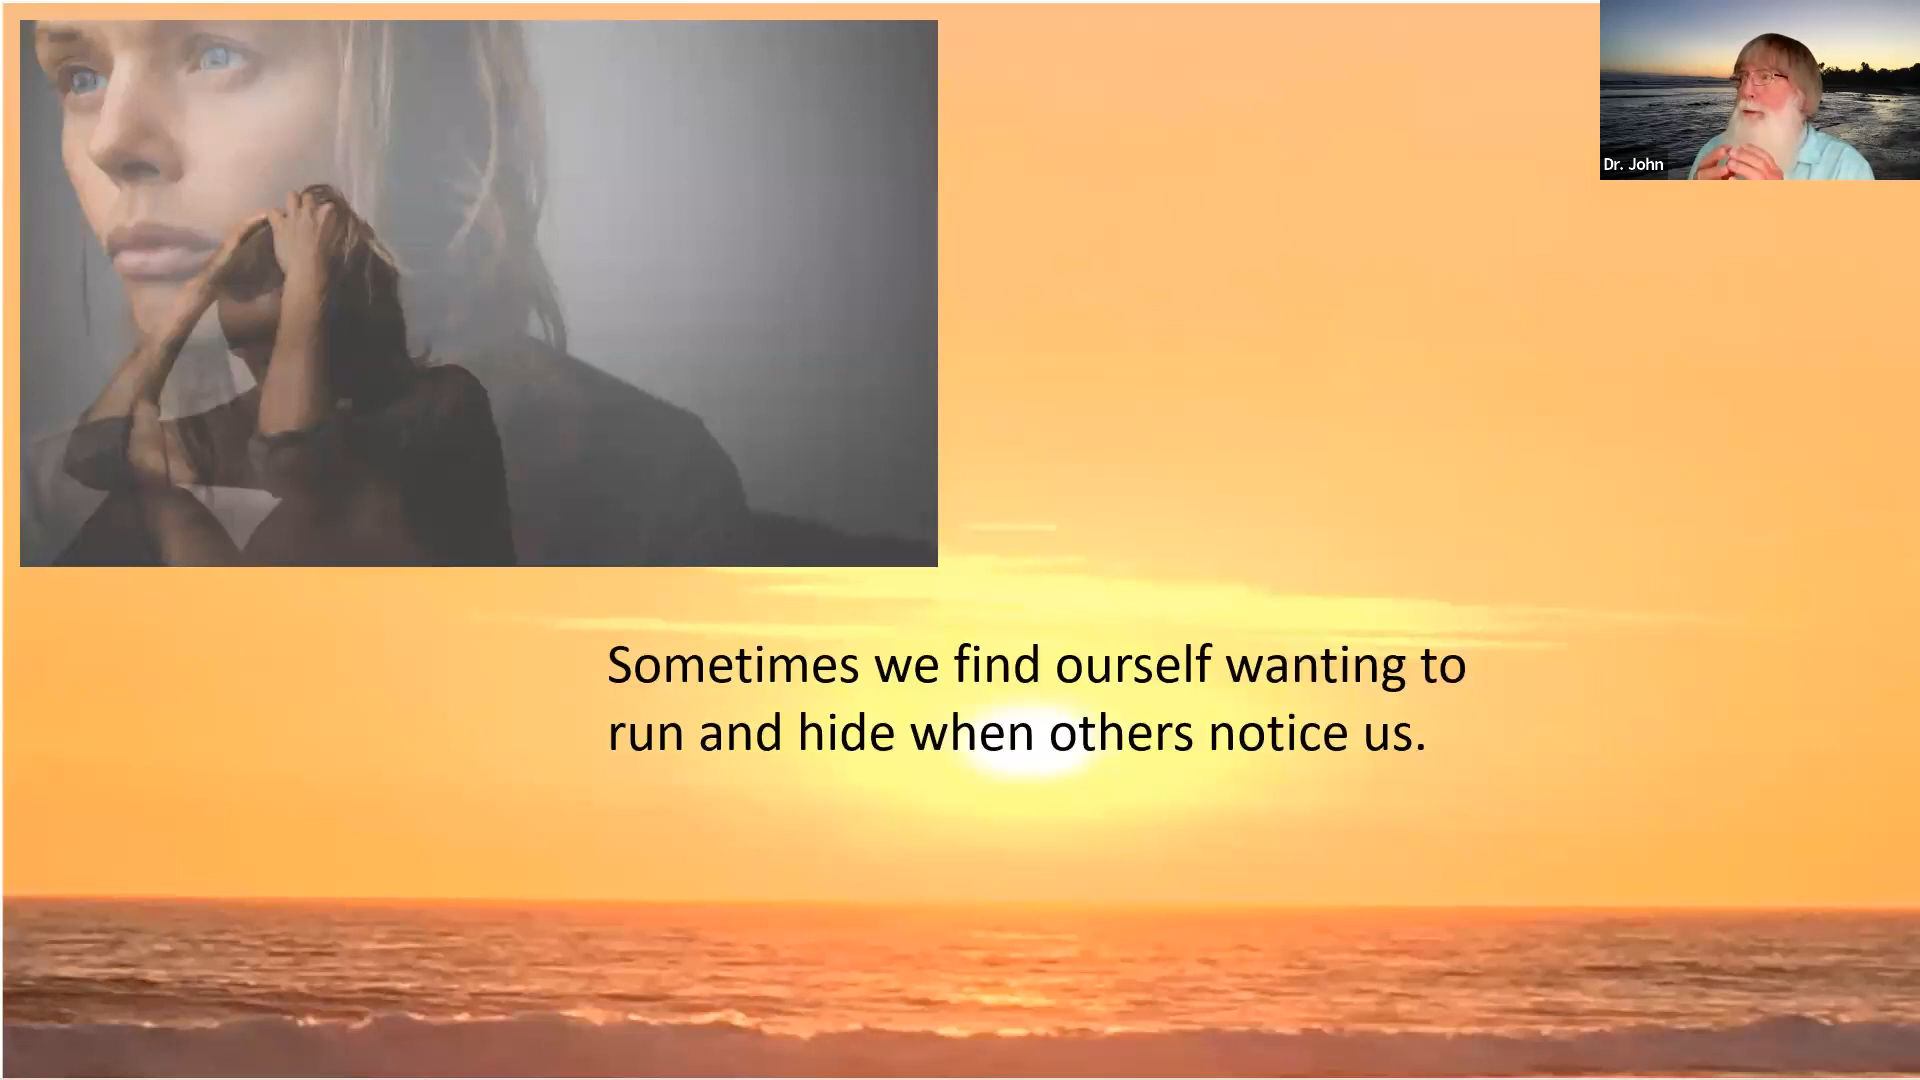 Dr. John
Sometimes we find ourself wanting to
run and hide when others notice us.